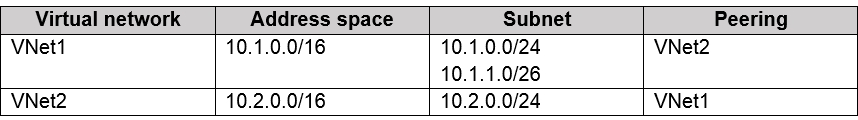 Virtual network Address space Subnet Peering
VNet1 10.1.0.0/16 10.1.0.0/24 VNet2
10.1.1.0/26
VNet2 10.2.0.0/16 10.2.0.0/24 VNet1